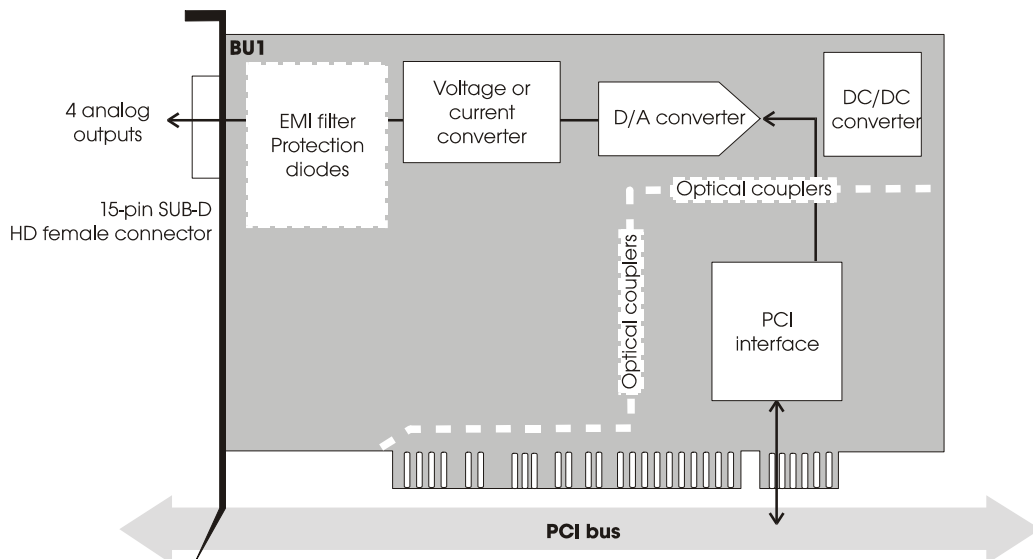 BU1
4 analog
outputs
EMI filter
Protection
diodes
Voltage or
current
converter
D/A converter
DC/DC
converter
Optical couplers
15-pin SUB-D
HD female connector
Optical couplers
PCI
interface
PCI bus